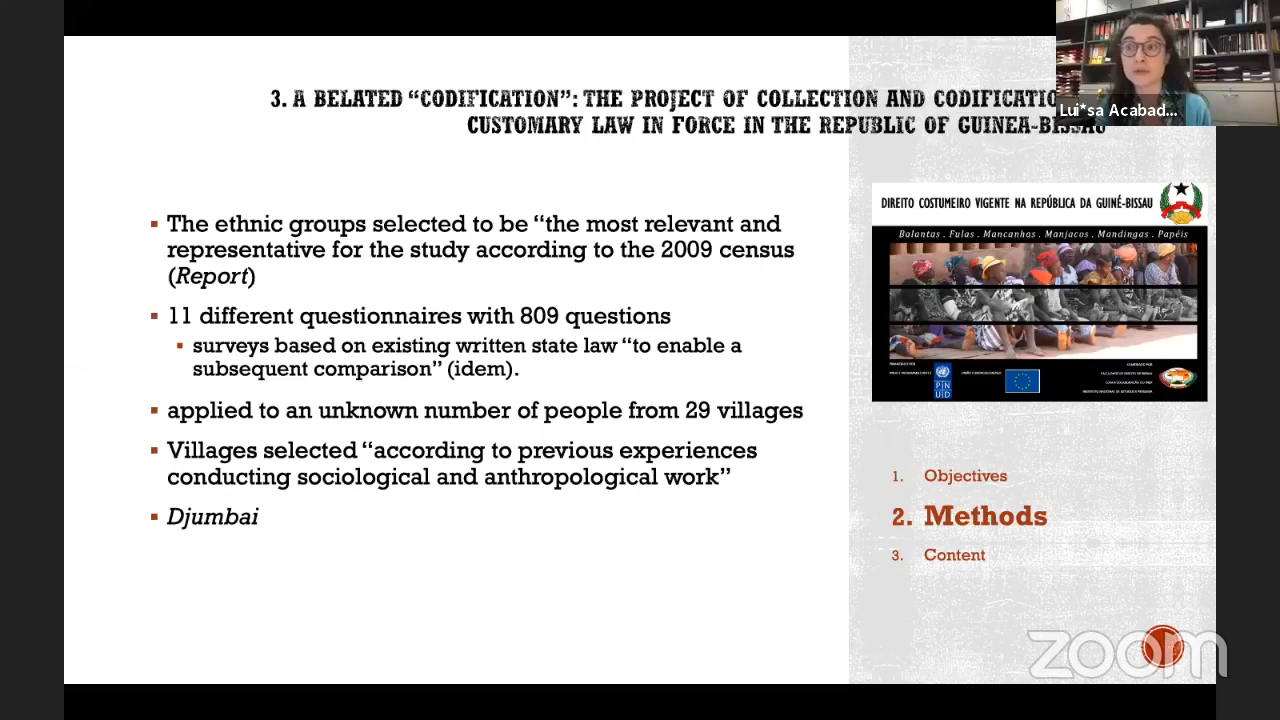 3. A BELATED “CODIFICATION”: THE PROJECT OF COLLECTION AND CODIFICATIO
CUSTOMARY LAW IN FORCE IN THE REPUBLIC OF GUINEA-BISSAU
Lui*sa Acabad...
▪ The ethnic groups selected to be “the most relevant and
representative for the study according to the 2009 census
(Report)
▪ 11 different questionnaires with 809 questions
▪ surveys based on existing written state law “to enable a
subsequent comparison” (idem).
▪ applied to an unknown number of people from 29 villages
▪ Villages selected “according to previous experiences
conducting sociological and anthropological work”
▪ Djumbai
DIREITO COSTUMEIRO VIGENTE NA REPÚBLICA DA GUINÉ-BISSAU
Balantas . Fulas . Mancanhas . Manjacos . Mandingas . Papéis
PN
UD
1. Objectives
2. Methods
3. Content
zoom